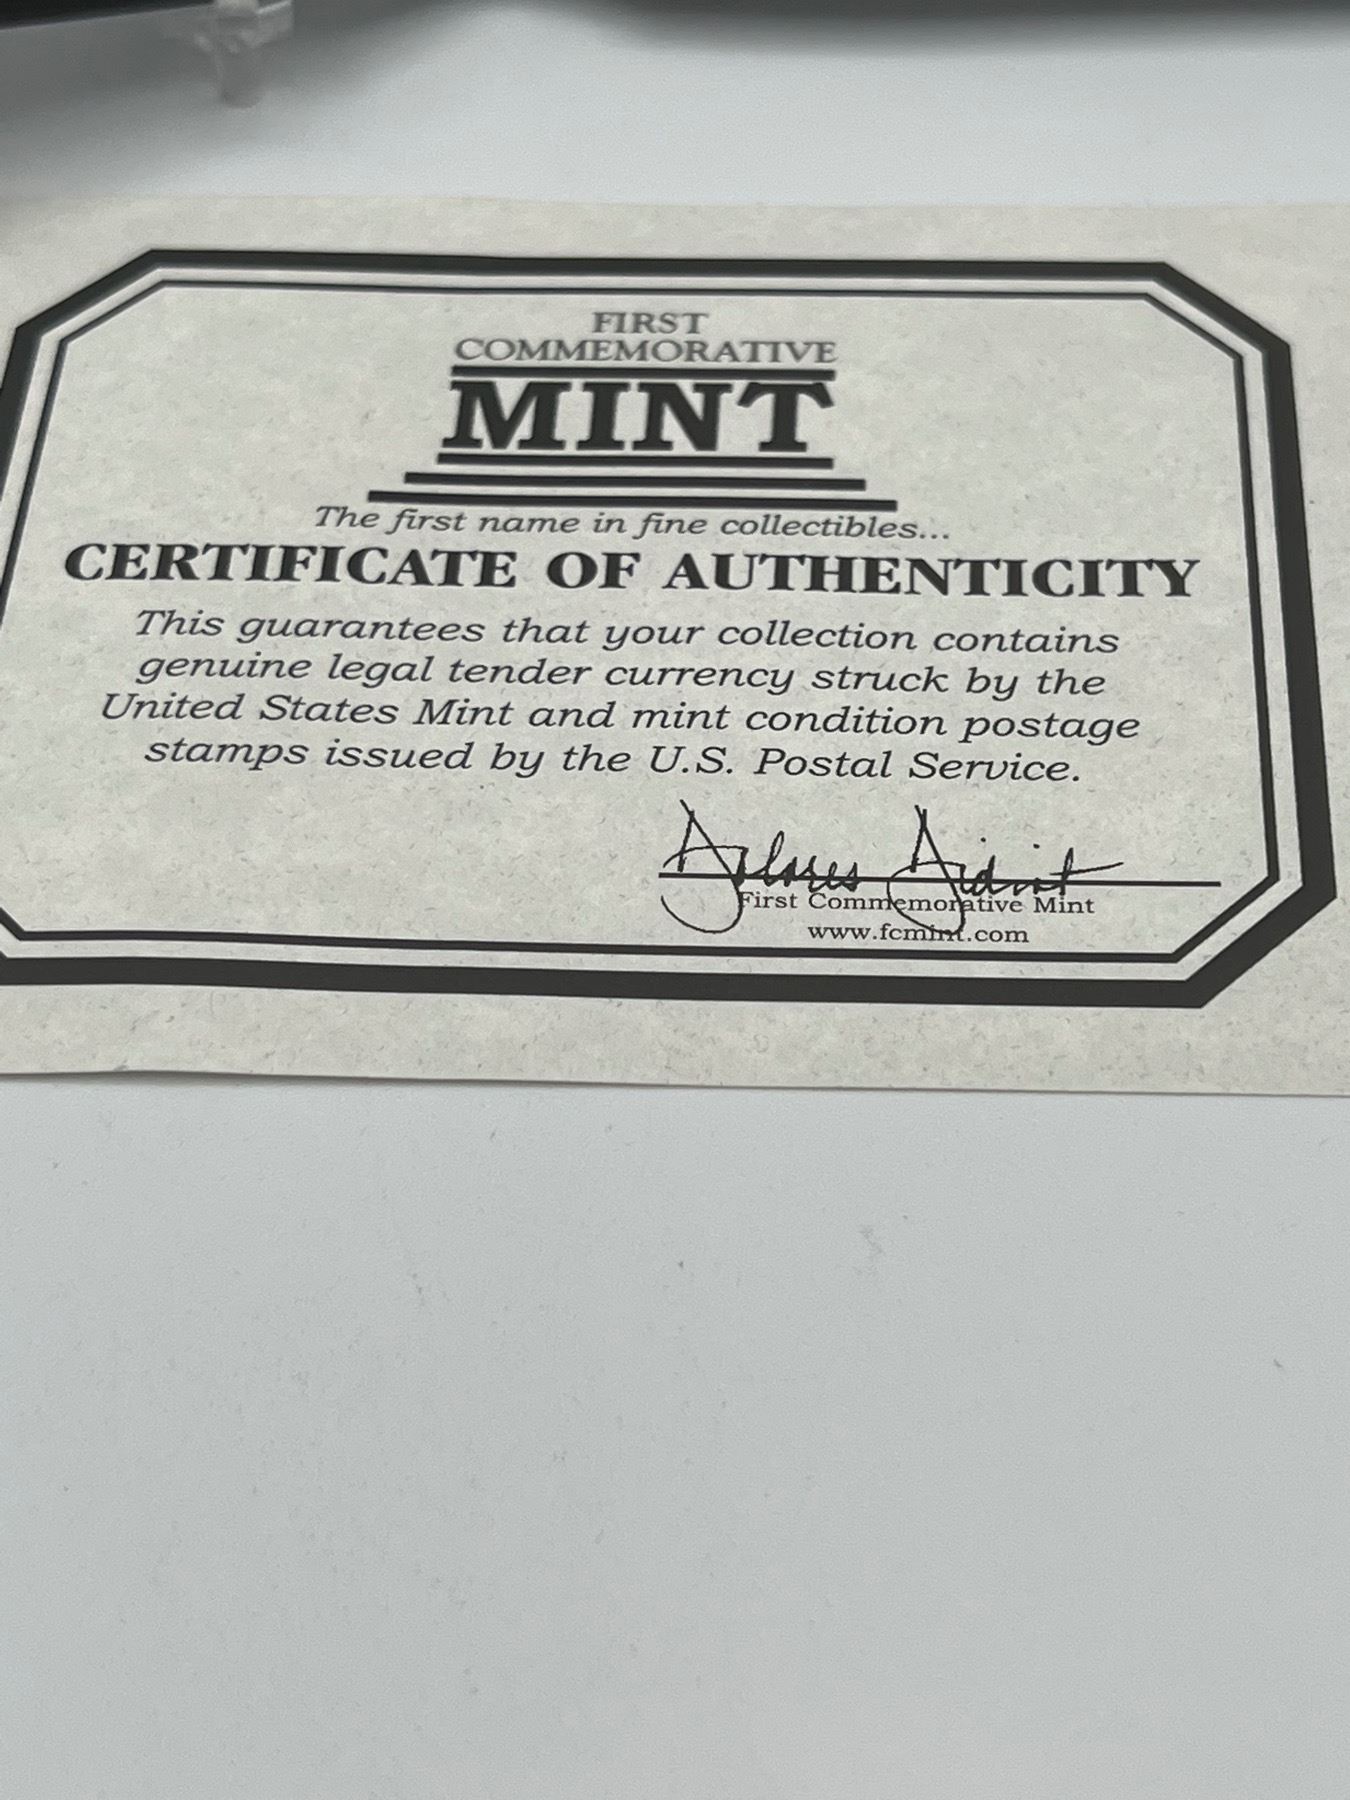 FIRST
COMMEMORATIVE
MINT
The first name in fine collectibles...
CERTIFICATE OF AUTHENTICITY
This guarantees that your collection contains
genuine legal tender currency struck by the
United States Mint and mint condition postage
stamps issued by the U.S. Postal Service.
Dolores
First Commemorative Mint
www.fcmint.com